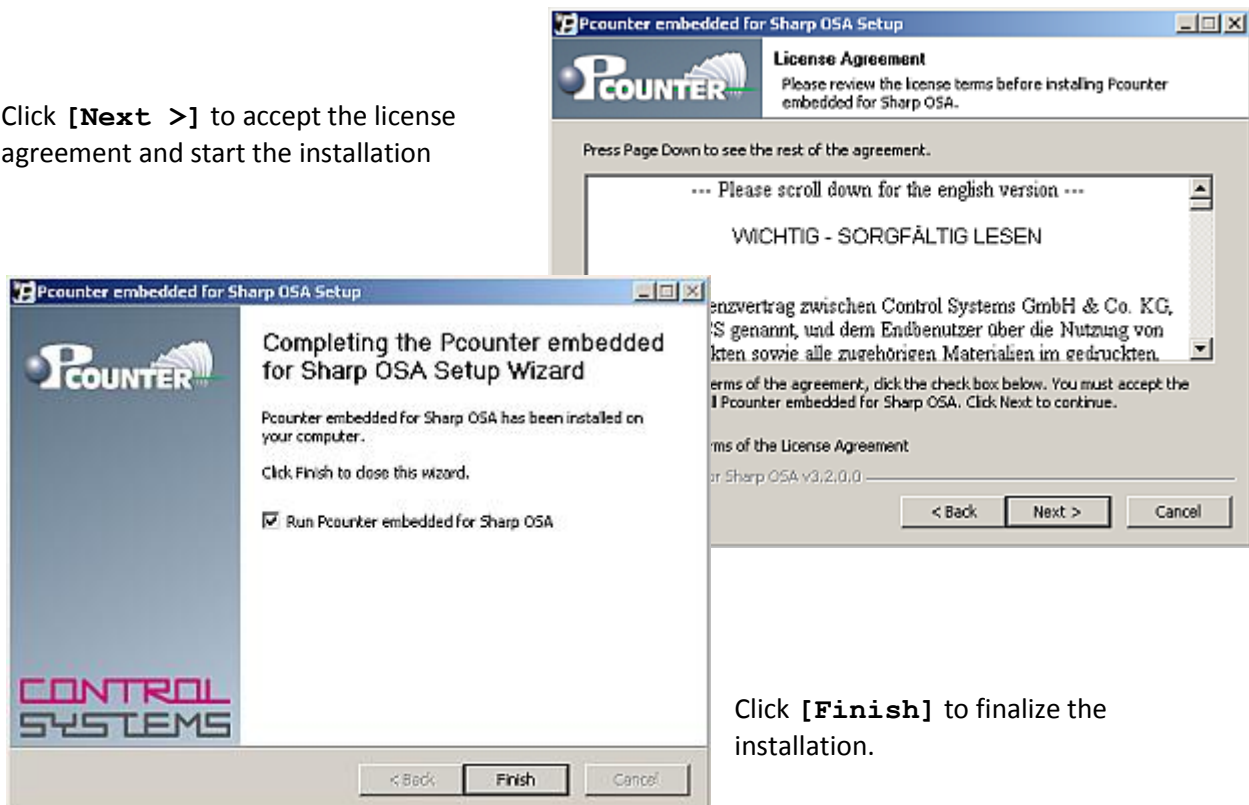 Click [Next >] to accept the license
agreement and start the installation
Pcounter embedded for Sharp OSA Setup
PCOUNTER
License Agreement
Please review the license terms before installing Pcounter
embedded for Sharp OSA.
Press Page Down to see the rest of the agreement.
--- Please scroll down for the english version ---
WICHTIG - SORGFÄLTIG LESEN
enzvertrag zwischen Control Systems GmbH & Co. KG,
S genannt, und dem Endbenutzer über die Nutzung von
kten sowie alle zugehörigen Materialien im gedruckten,
erms of the agreement, click the check box below. You must accept the
l Pcounter embedded for Sharp OSA. Click Next to continue.
ms of the License Agreement
or Sharp OSA v3.2.0.0
< Back
Next >
Cancel
Pcounter embedded for Sharp OSA Setup
PCOUNTER
Completing the Pcounter embedded
for Sharp OSA Setup Wizard
Pcounter embedded for Sharp OSA has been installed on
your computer.
Click Finish to close this wizard.
Run Pcounter embedded for Sharp OSA
CONTROL
SYSTEMS
< Back
Finish
Cancel
Click [Finish] to finalize the
installation.